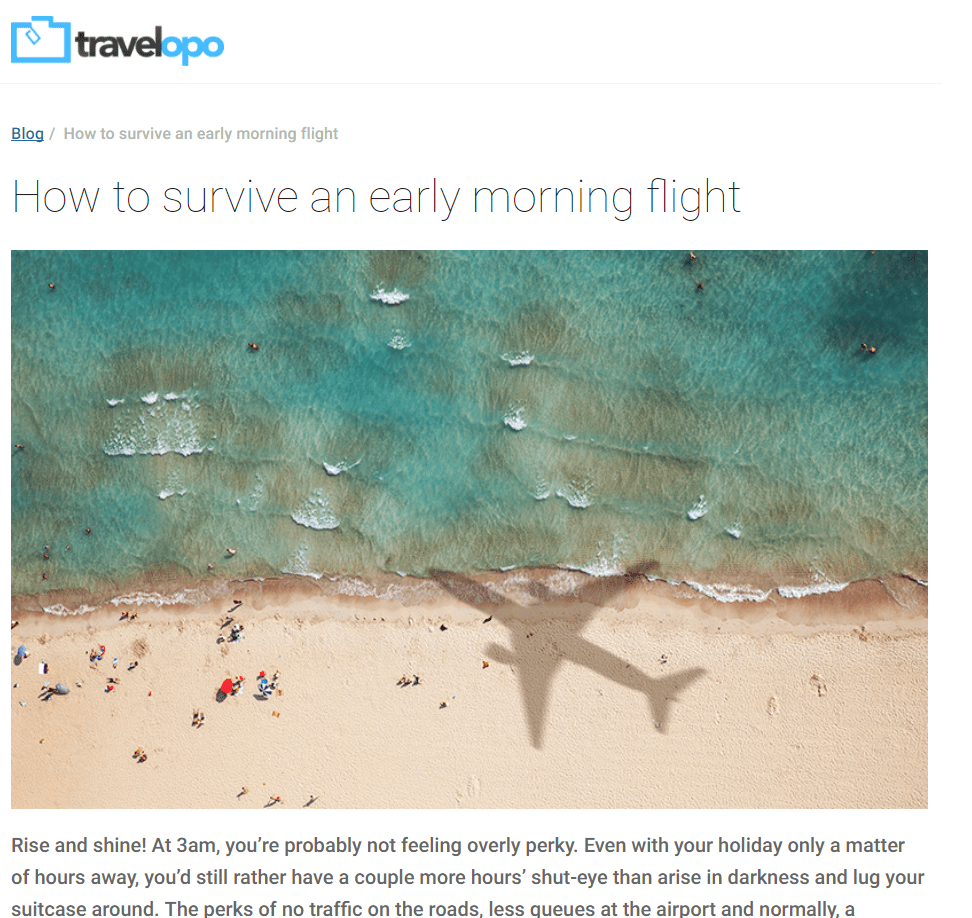 travelopo
Blog / How to survive an early morning flight
How to survive an early morning flight
Rise and shine! At 3am, you’re probably not feeling overly perky. Even with your holiday only a matter
of hours away, you’d still rather have a couple more hours’ shut-eye than arise in darkness and lug your
suitcase around. The perks of no traffic on the roads, less queues at the airport and normally, a